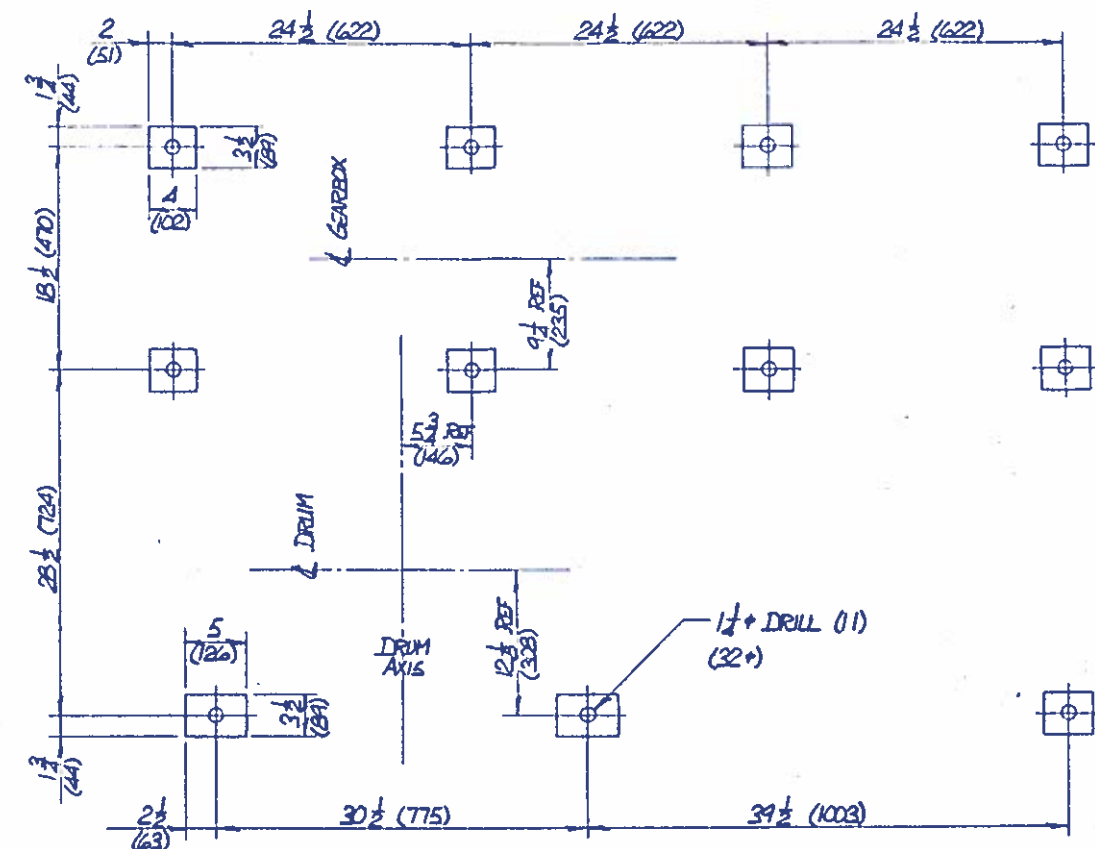 2
(51)
24 1/2 (622)
24 1/2 (622)
24 1/2 (622)
1 3/4
(44)
3 1/2
(89)
4
(102)
℄ GEARBOX
18 1/2 (470)
9 1/4 REF
(235)
5 3/4 REF
(146)
28 1/2 (724)
℄ DRUM
5
(126)
DRUM
AXIS
12 1/8 REF
(308)
1 1/4 ⌀ DRILL (11)
(32⌀)
3 1/2
(89)
1 3/4
(44)
2 1/2
(63)
30 1/2 (775)
39 1/2 (1003)